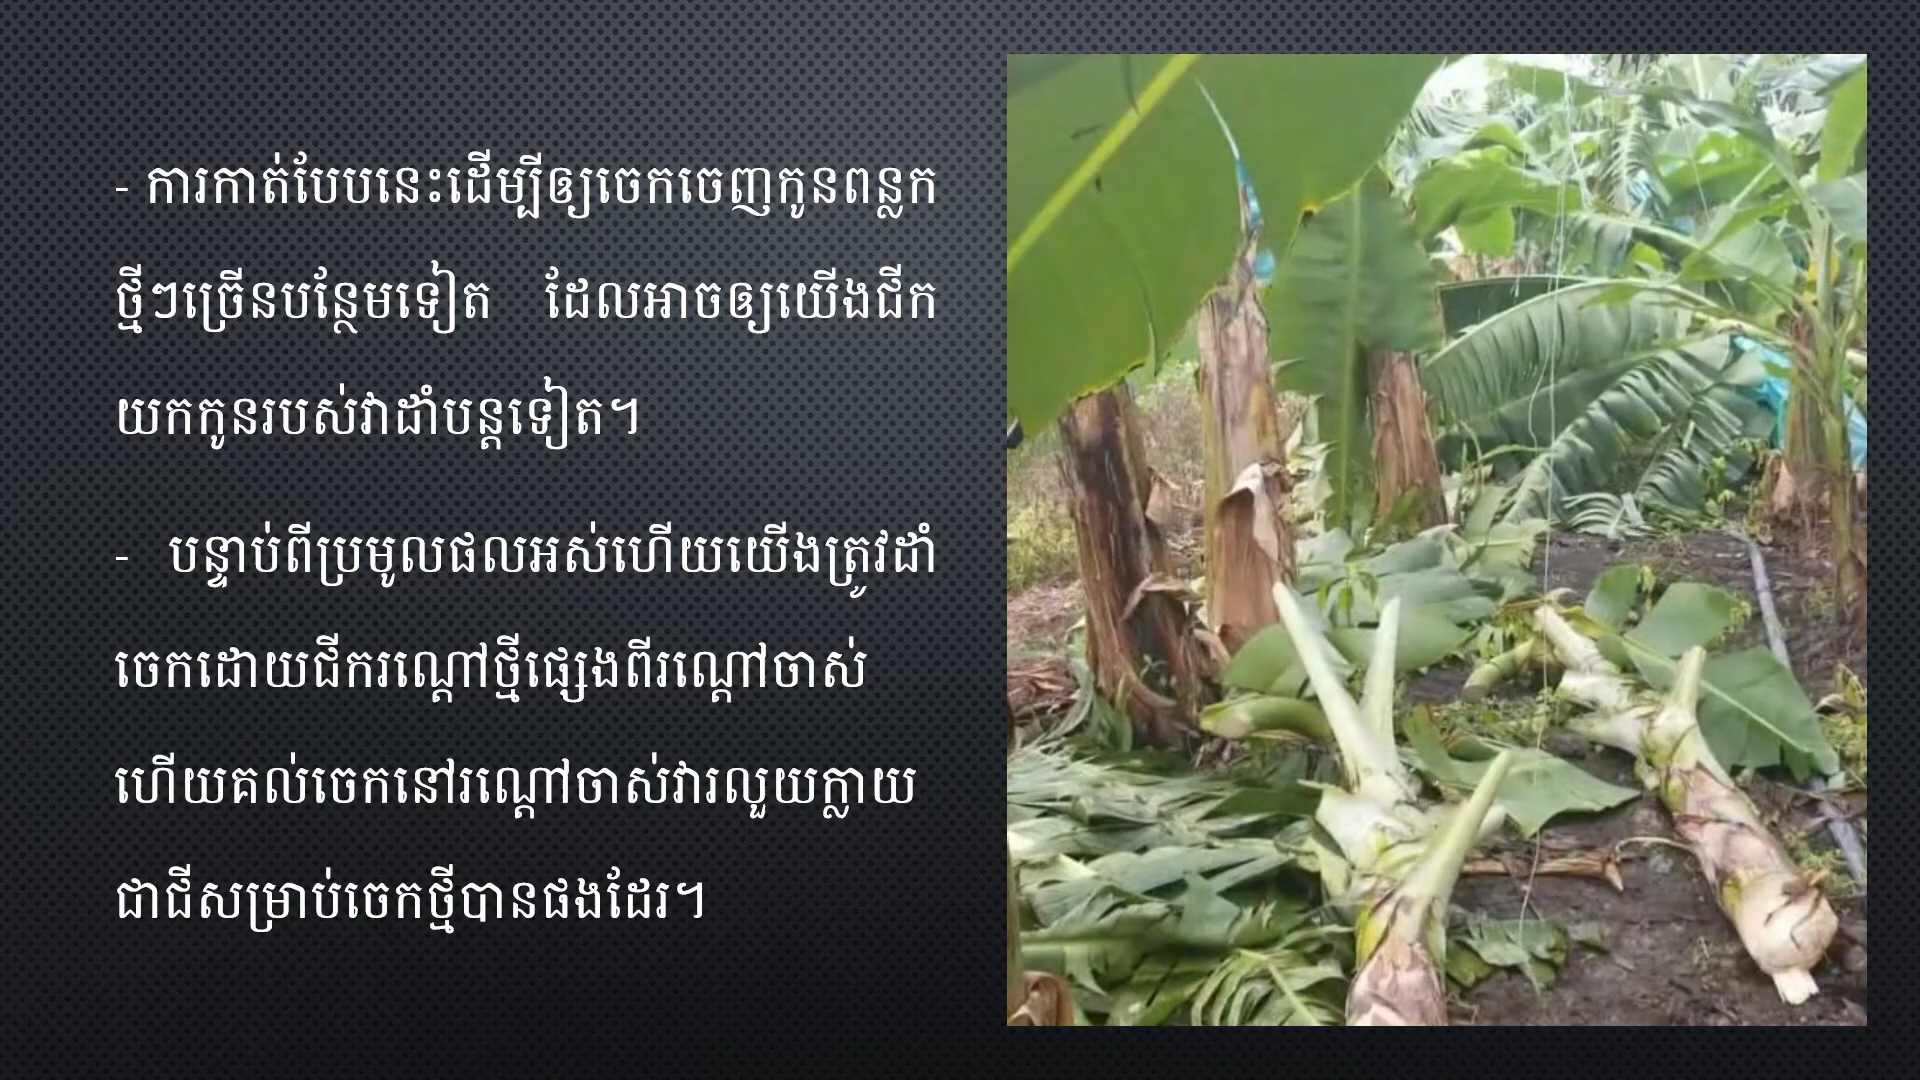 - ការកាត់បែបនេះដើម្បីឲ្យចេកចេញកូនពន្លក
ថ្មីៗច្រើនបន្ថែមទៀត ដែលអាចឲ្យយើងជីក
យកកូនរបស់វាដាំបន្តទៀត។
- បន្ទាប់ពីប្រមូលផលអស់ហើយយើងត្រូវដាំ
ចេកដោយជីករណ្ដៅថ្មីផ្សេងពីរណ្ដៅចាស់
ហើយគល់ចេកនៅរណ្ដៅចាស់វារលួយក្លាយ
ជាជីសម្រាប់ចេកថ្មីបានផងដែរ។